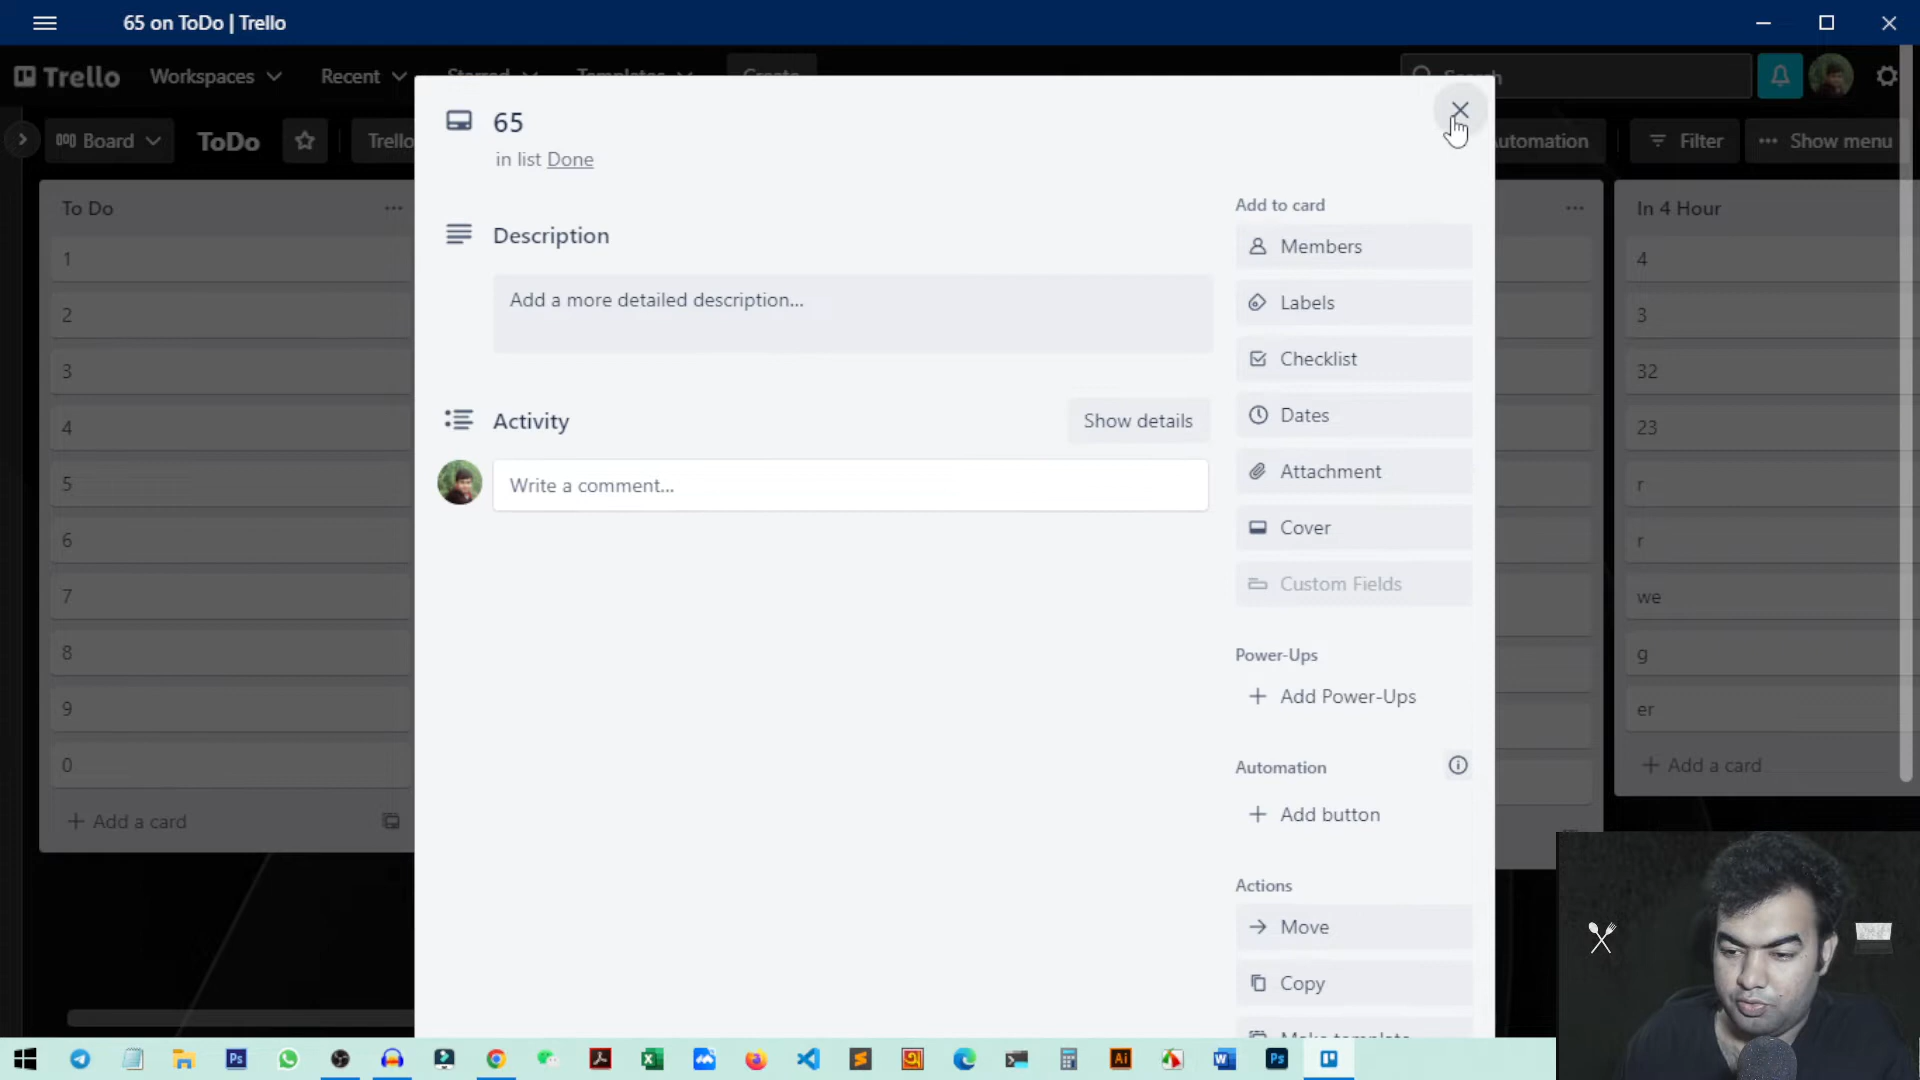 65 on ToDo | Trello
Trello
Workspaces
Recent
Search
Board
ToDo
Trello
Automation
Filter
Show menu
65
in list Done
Description
Add a more detailed description...
Activity
Show details
Write a comment...
Add to card
Members
Labels
Checklist
Dates
Attachment
Cover
Custom Fields
Power-Ups
Add Power-Ups
Automation
Add button
Actions
Move
Copy
To Do
1
2
3
4
5
6
7
8
9
0
Add a card
In 4 Hour
4
3
32
23
r
r
we
g
er
Add a card